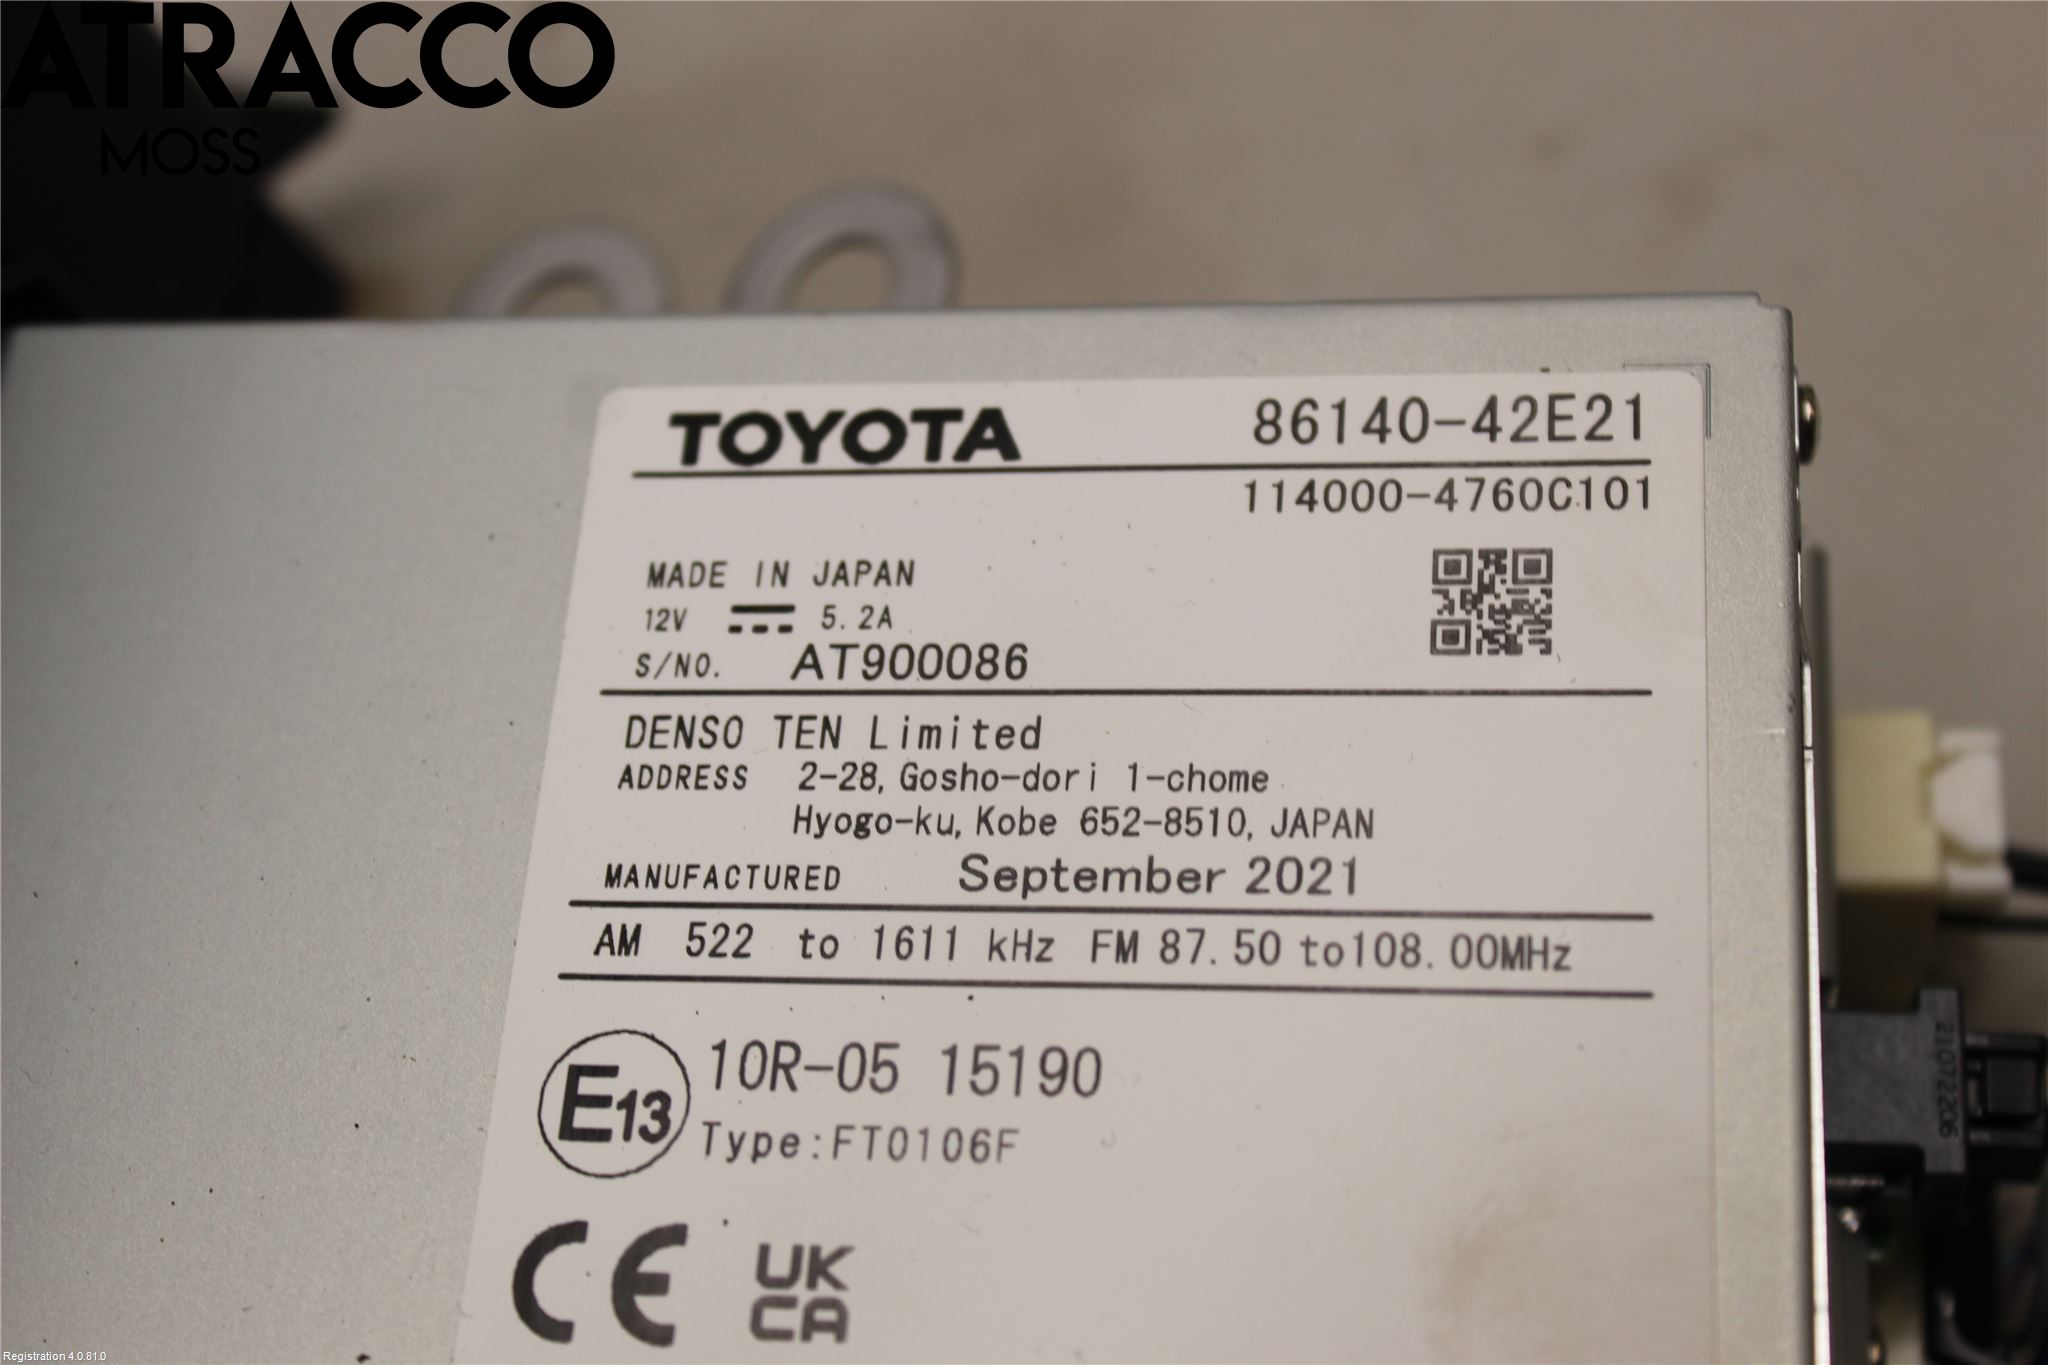 ATRACCO
MOSS
TOYOTA 86140-42E21
114000-4760C101
MADE IN JAPAN
12V 5.2A
S/NO. AT900086
DENSO TEN Limited
ADDRESS 2-28, Gosho-dori 1-chome
Hyogo-ku, Kobe 652-8510, JAPAN
MANUFACTURED September 2021
AM 522 to 1611 kHz FM 87.50 to 108.00MHz
E13 10R-05 15190
Type:FT0106F
CE UK
CA
21072206
Registration 4.0.81.0